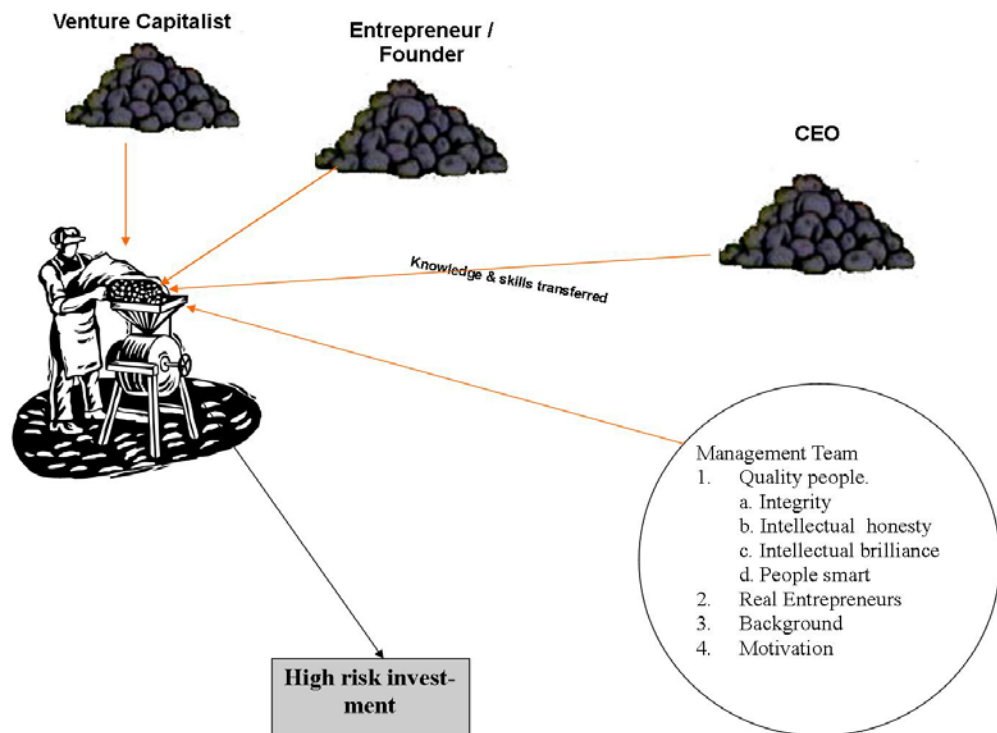 Venture Capitalist
Entrepreneur /
Founder
CEO
Knowledge & skills transferred
Management Team
1. Quality people.
a. Integrity
b. Intellectual honesty
c. Intellectual brilliance
d. People smart
2. Real Entrepreneurs
3. Background
4. Motivation
High risk invest-
ment